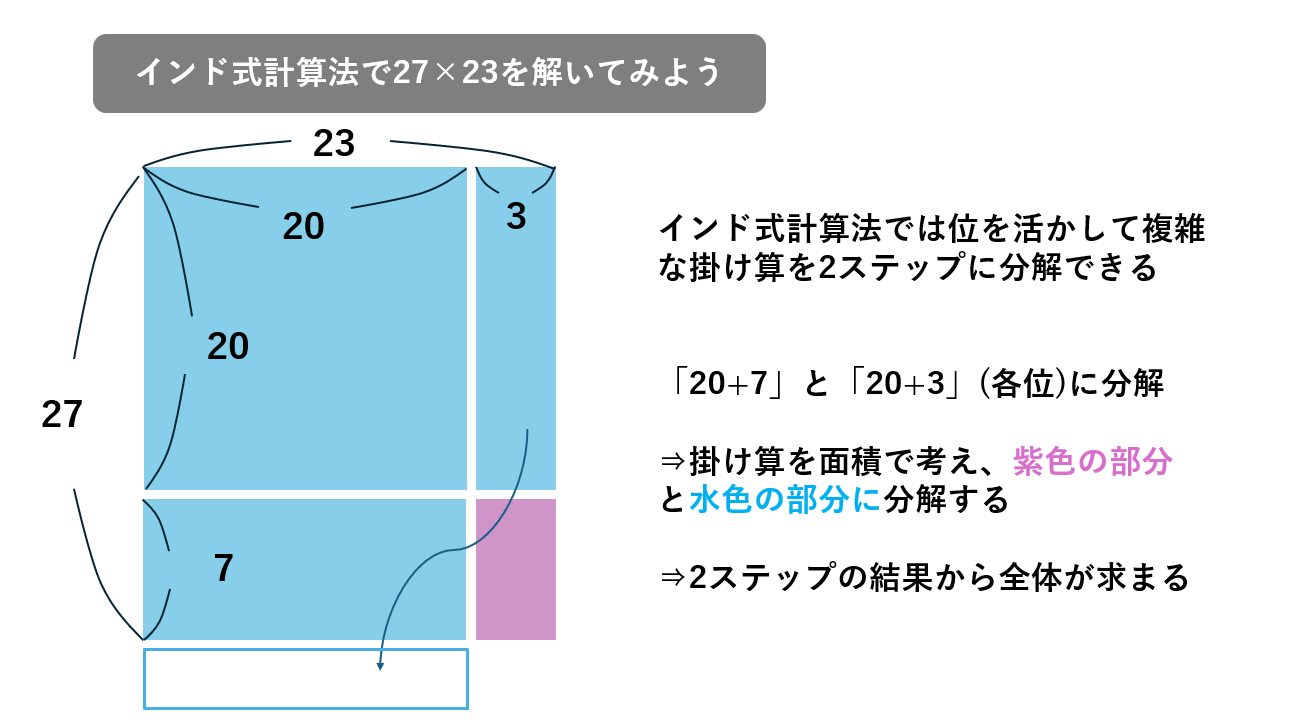 インド式計算法で27×23を解いてみよう
23
20
3
20
27
7
インド式計算法では位を活かして複雑
な掛け算を2ステップに分解できる
「20+7」と「20+3」(各位)に分解
⇒掛け算を面積で考え、紫色の部分
と水色の部分に分解する
⇒2ステップの結果から全体が求まる